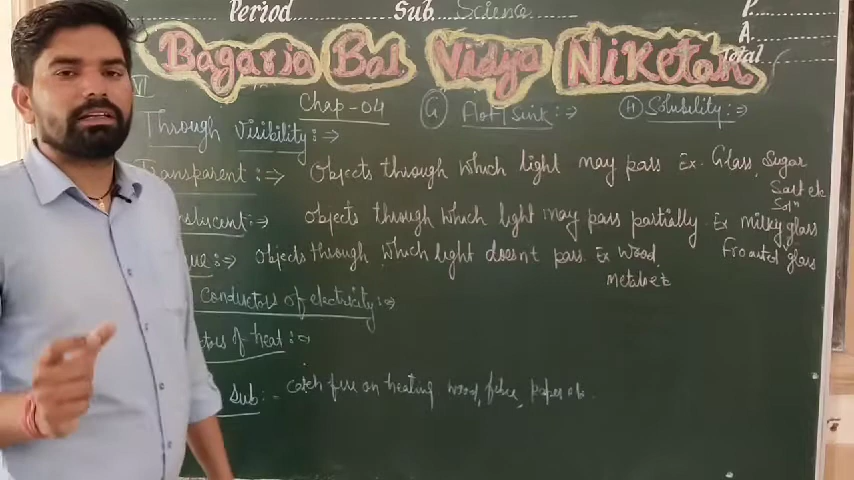 Period Sub. Science P
A
Bagaria Bal Vidya Niketan Total
VI Chap-04 (G) Float/Sink :⇒ (H) Solubility :⇒
Through visibility :⇒
TRANSPARENT :⇒ Objects through which light may pass Ex. Glass, Sugar
Salt etc
Sol
objects through which light may pass partially. Ex milky glass
Froasted glass
objects through which light doesn't pass. Ex Wood,
metal etc
conductors of electricity :⇒
of heat :⇒
Sub :- catch fire on heating wood, paper etc.